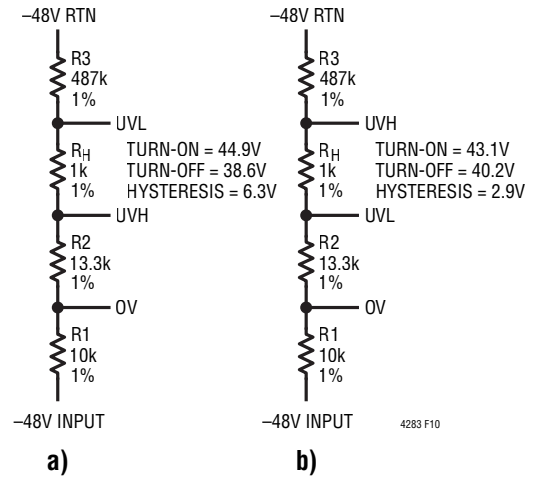 –48V RTN
R3
487k
1%
UVL
RH
1k
1%
TURN-ON = 44.9V
TURN-OFF = 38.6V
HYSTERESIS = 6.3V
UVH
R2
13.3k
1%
OV
R1
10k
1%
–48V INPUT
a)
–48V RTN
R3
487k
1%
UVH
RH
1k
1%
TURN-ON = 43.1V
TURN-OFF = 40.2V
HYSTERESIS = 2.9V
UVL
R2
13.3k
1%
OV
R1
10k
1%
–48V INPUT
4283 F10
b)